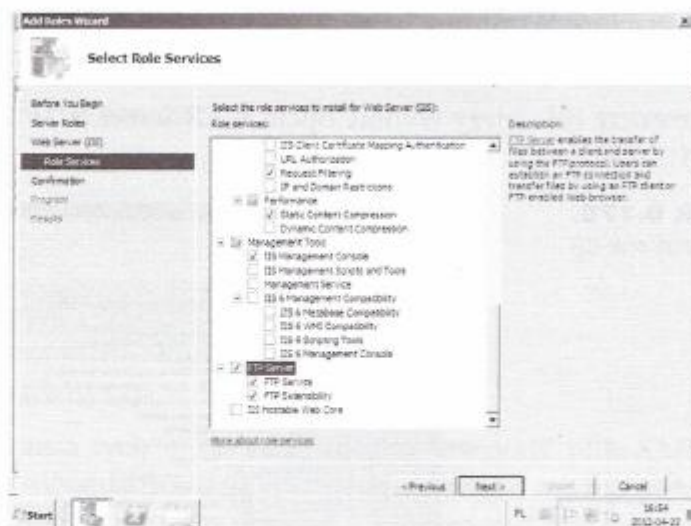 Add Roles Wizard
Select Role Services
Before You Begin
Server Roles
Web Server (IIS)
Role Services
Confirmation
Progress
Results
Select the role services to install for Web Server (IIS):
Role services:
IIS Client Certificate Mapping Authentication
URL Authorization
Request Filtering
IP and Domain Restrictions
Performance
Static Content Compression
Dynamic Content Compression
Management Tools
IIS Management Console
IIS Management Scripts and Tools
Management Service
IIS 6 Management Compatibility
IIS 6 Metabase Compatibility
IIS 6 WMI Compatibility
IIS 6 Scripting Tools
IIS 6 Management Console
FTP Server
FTP Service
FTP Extensibility
IIS Hostable Web Core
More about role services
Description:
FTP Server enables the transfer of
files between a client and server by
using the FTP protocol. Users can
establish an FTP connection and
transfer files by using an FTP client or
FTP enabled Web browser.
< Previous
Next >
Install
Cancel
Start
PL
16:54